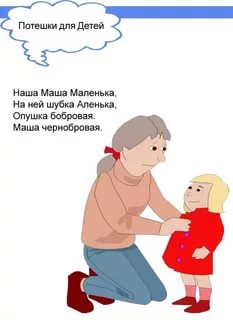 Потешки для Детей
Наша Маша Маленька,
На ней шубка Аленька,
Опушка бобровая.
Маша чернобровая.